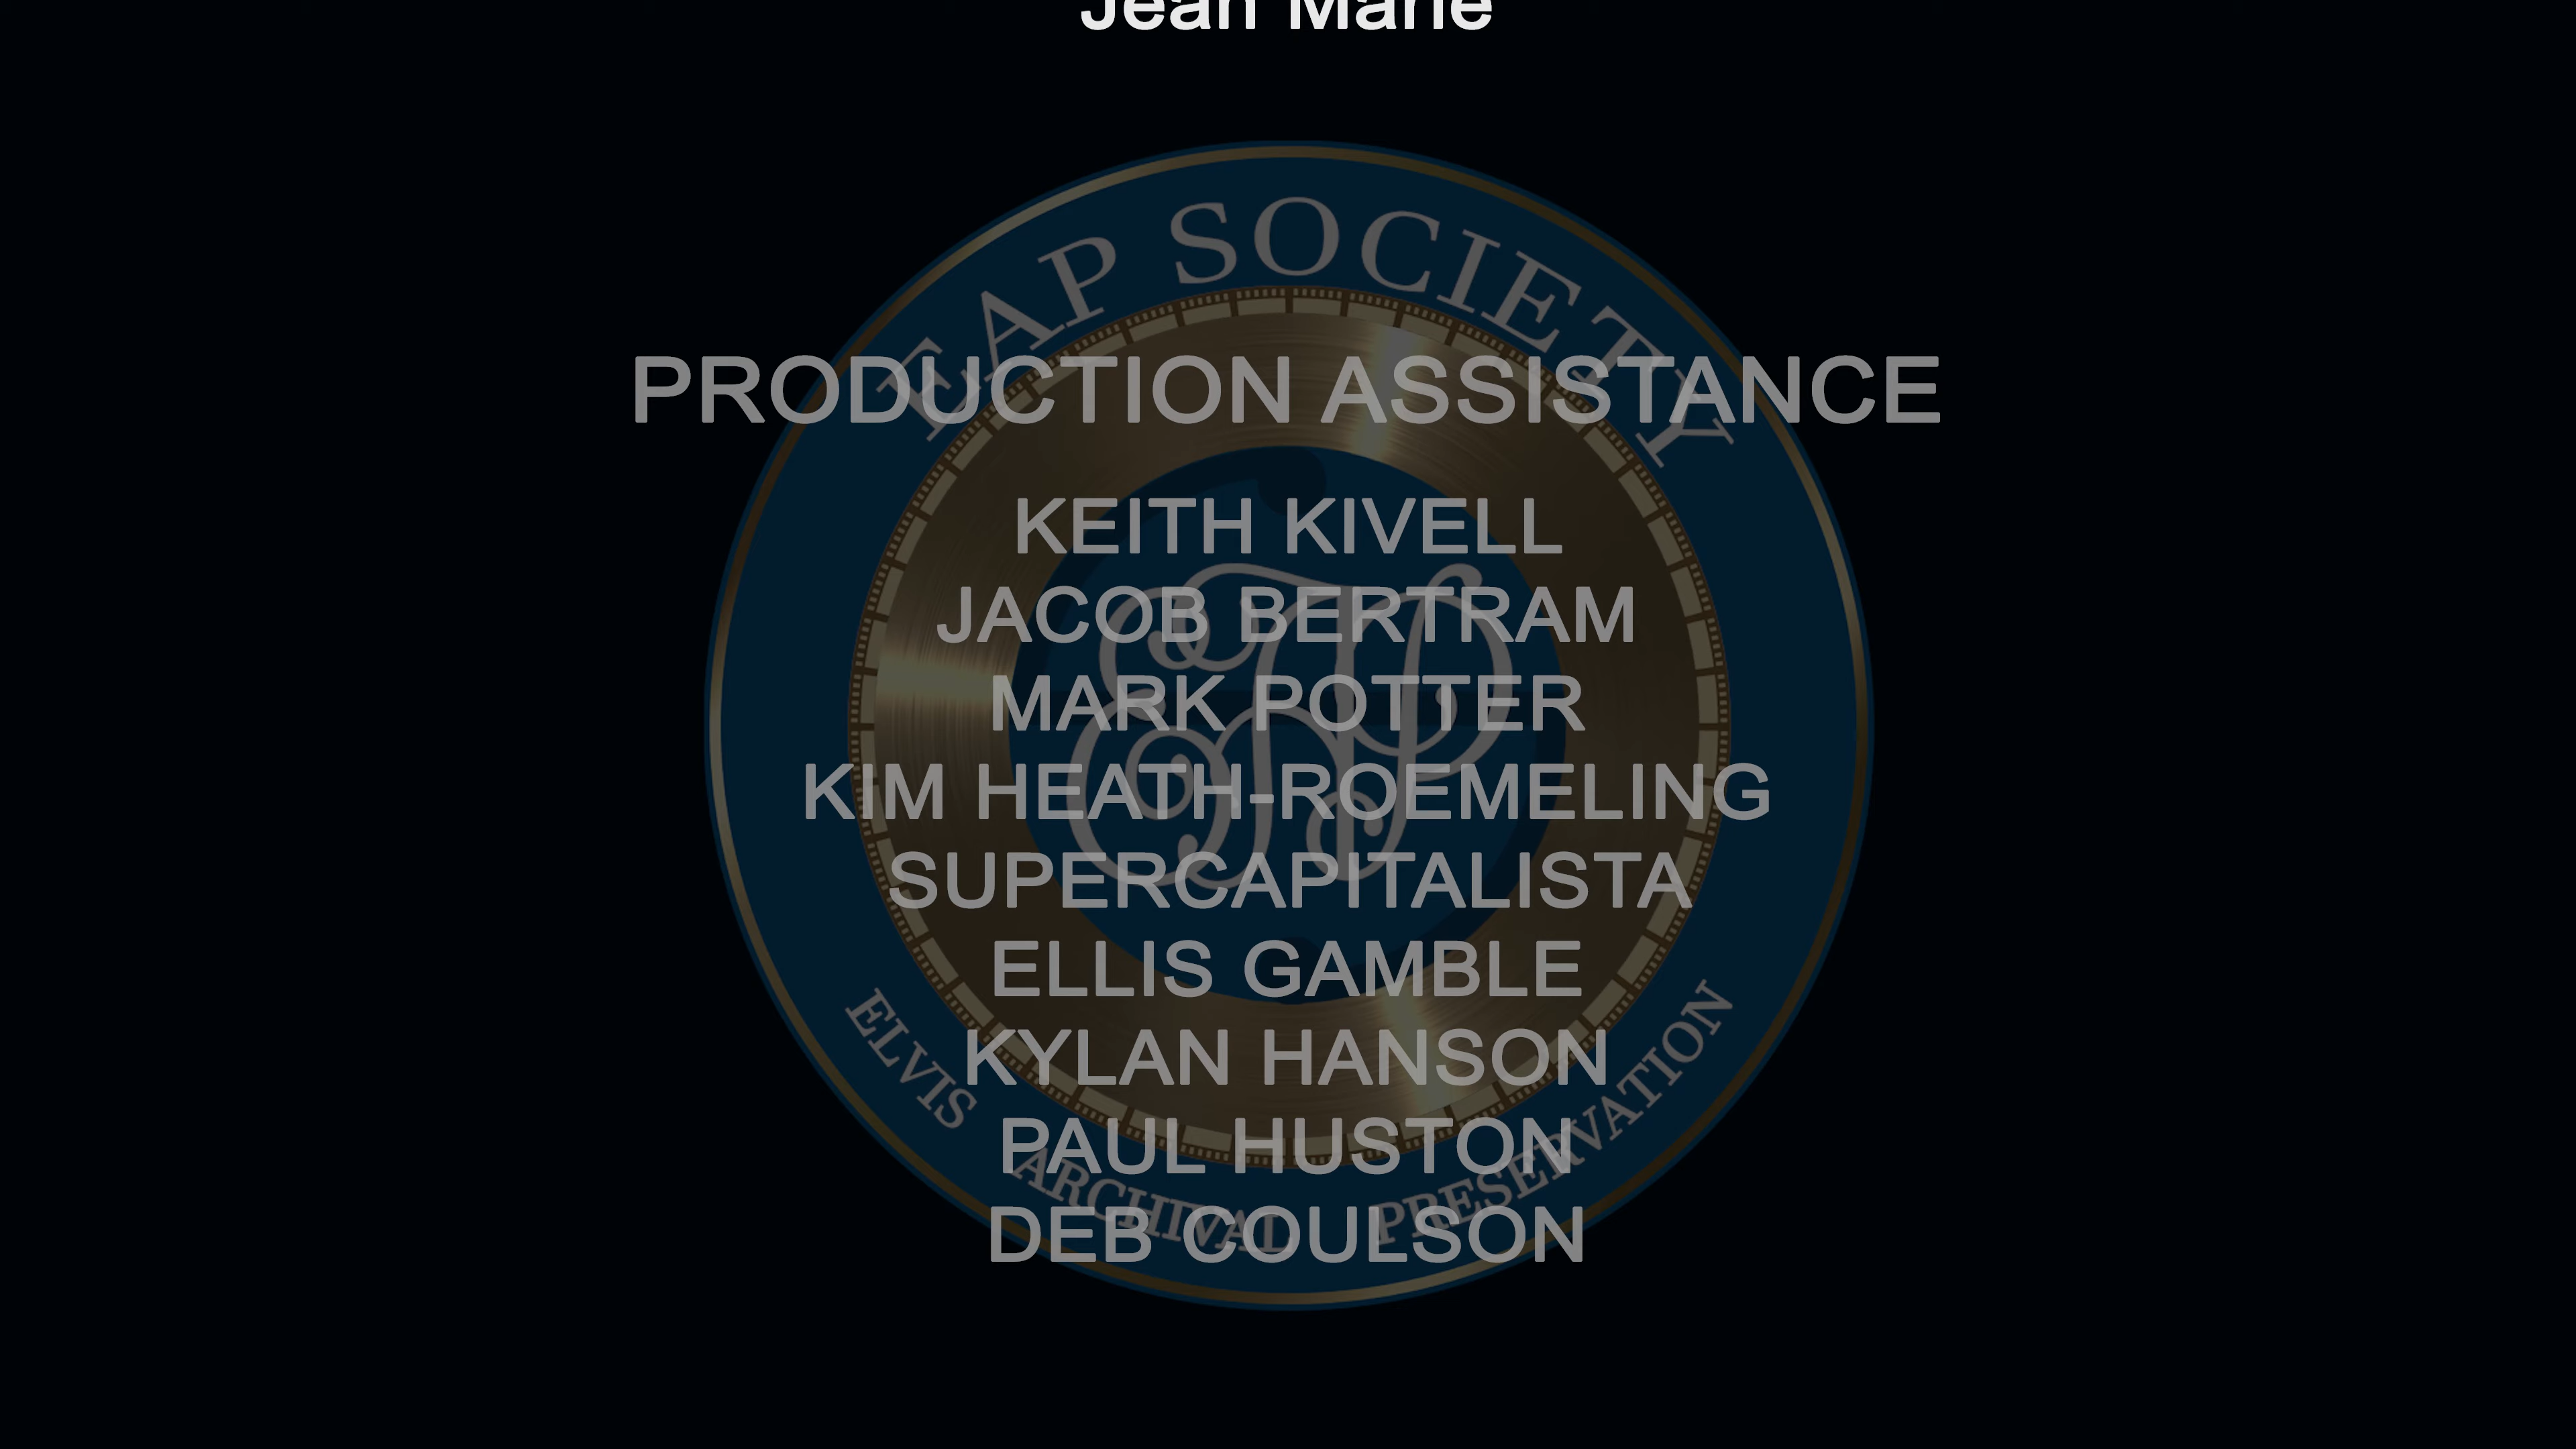 Jean Marie
EAP SOCIETY
PRODUCTION ASSISTANCE
KEITH KIVELL
JACOB BERTRAM
MARK POTTER
KIM HEATH-ROEMELING
SUPERCAPITALISTA
ELLIS GAMBLE
KYLAN HANSON
PAUL HUSTON
DEB COULSON
ELVIS ARCHIVAL PRESERVATION